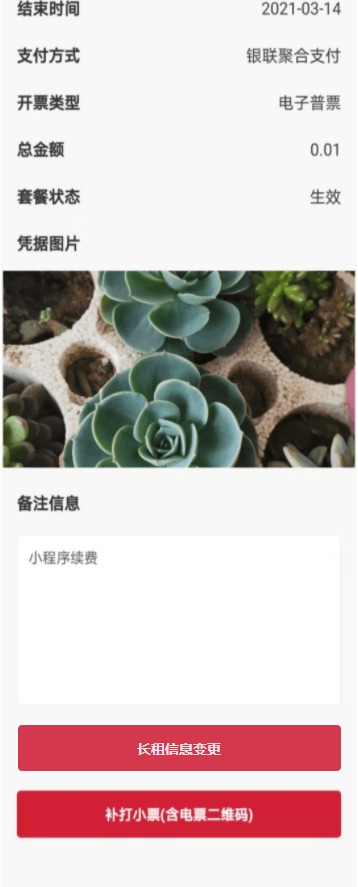 结束时间 2021-03-14
支付方式 银联聚合支付
开票类型 电子普票
总金额 0.01
套餐状态 生效
凭据图片
备注信息
小程序续费
长租信息变更
补打小票(含电票二维码)